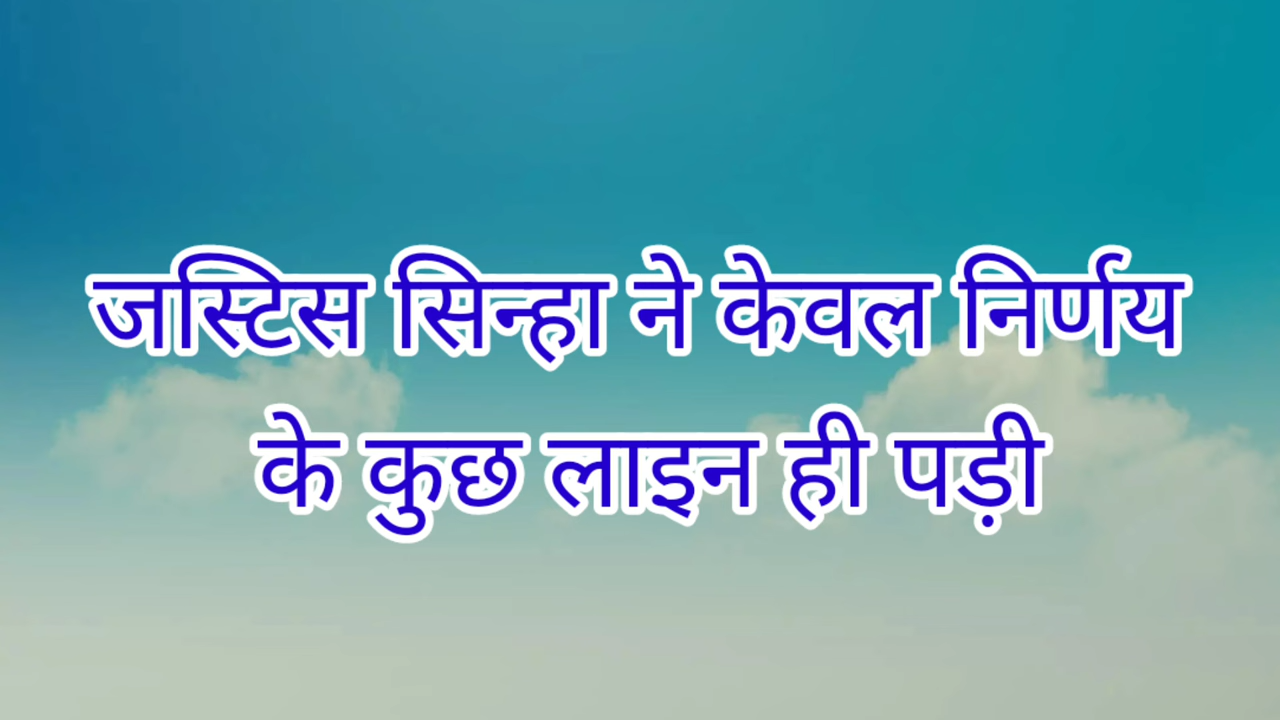 जस्टिस सिन्हा ने केवल निर्णय
के कुछ लाइन ही पड़ी